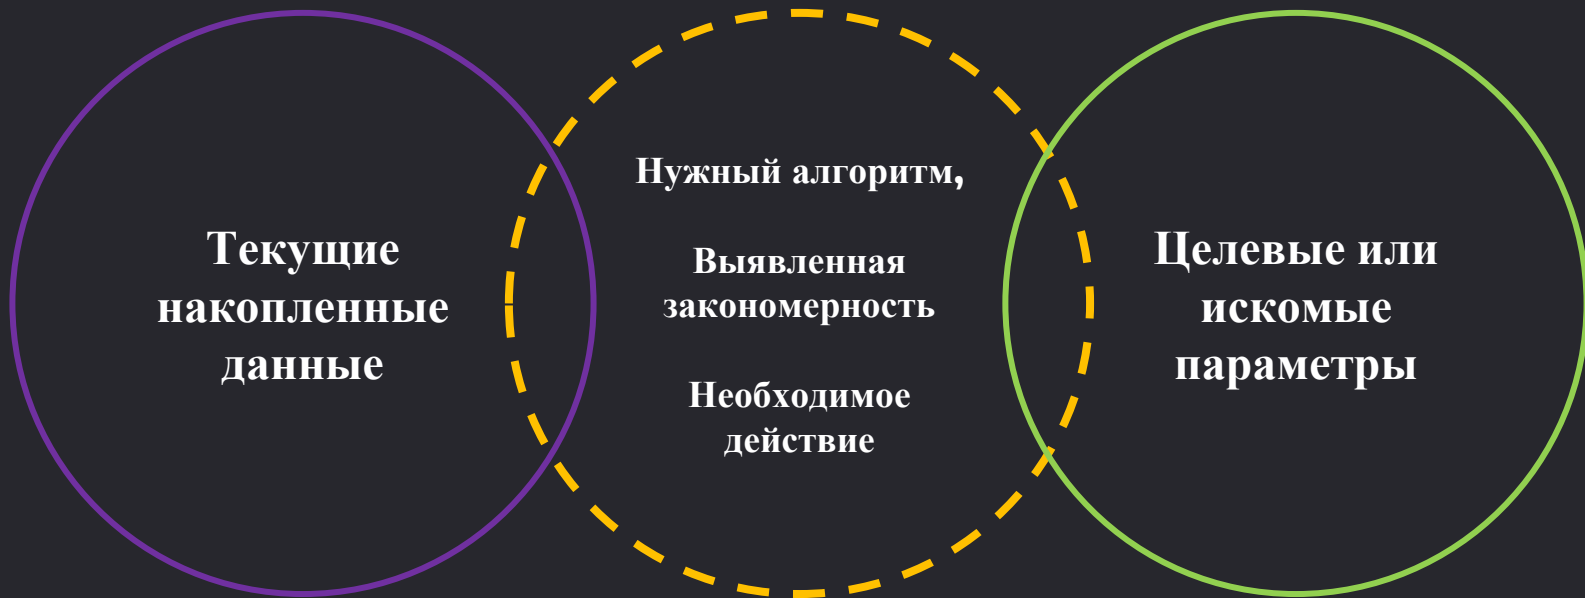 Текущие
накопленные
данные
Нужный алгоритм,
Выявленная
закономерность
Необходимое
действие
Целевые или
искомые
параметры